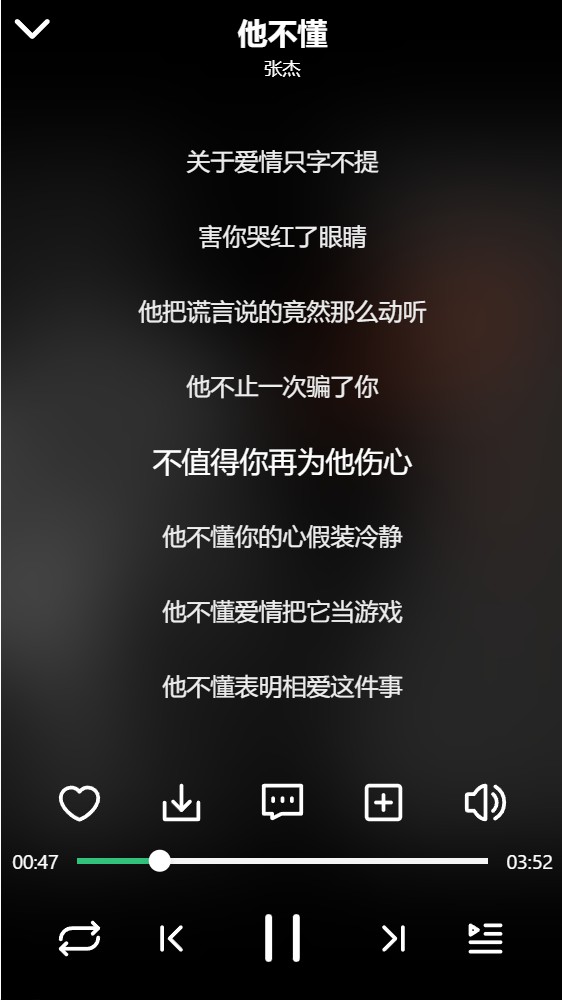 他不懂
张杰
关于爱情只字不提
害你哭红了眼睛
他把谎言说的竟然那么动听
他不止一次骗了你
不值得你再为他伤心
他不懂你的心假装冷静
他不懂爱情把它当游戏
他不懂表明相爱这件事
00:47
03:52